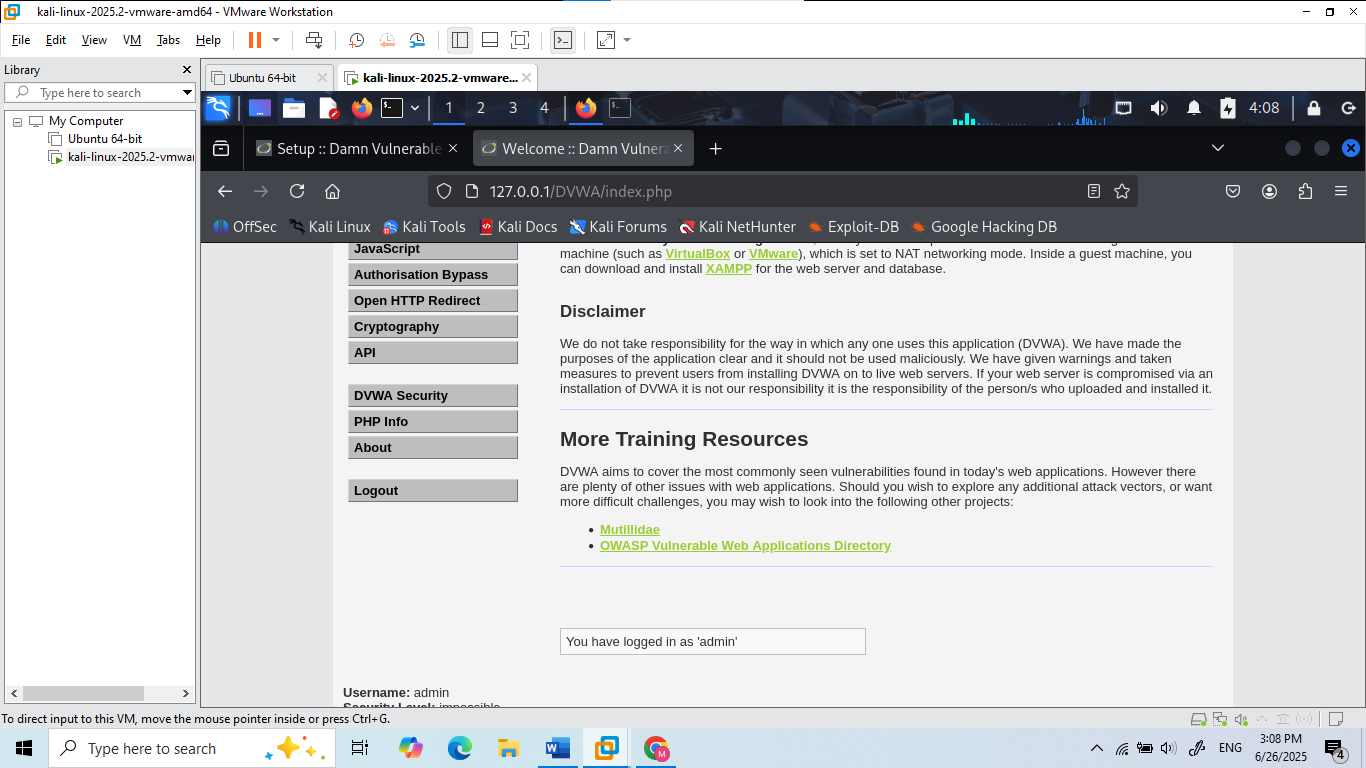 kali-linux-2025.2-vmware-amd64 - VMware Workstation
File Edit View VM Tabs Help
Library
Type here to search
My Computer
Ubuntu 64-bit
kali-linux-2025.2-vmwar
Ubuntu 64-bit
kali-linux-2025.2-vmware...
1 2 3 4
4:08
Setup :: Damn Vulnerable
Welcome :: Damn Vulnera
127.0.0.1/DVWA/index.php
OffSec Kali Linux Kali Tools Kali Docs Kali Forums Kali NetHunter Exploit-DB Google Hacking DB
JavaScript
Authorisation Bypass
Open HTTP Redirect
Cryptography
API
DVWA Security
PHP Info
About
Logout
machine (such as VirtualBox or VMware), which is set to NAT networking mode. Inside a guest machine, you
can download and install XAMPP for the web server and database.
Disclaimer
We do not take responsibility for the way in which any one uses this application (DVWA). We have made the
purposes of the application clear and it should not be used maliciously. We have given warnings and taken
measures to prevent users from installing DVWA on to live web servers. If your web server is compromised via an
installation of DVWA it is not our responsibility it is the responsibility of the person/s who uploaded and installed it.
More Training Resources
DVWA aims to cover the most commonly seen vulnerabilities found in today's web applications. However there
are plenty of other issues with web applications. Should you wish to explore any additional attack vectors, or want
more difficult challenges, you may wish to look into the following other projects:
• Mutillidae
• OWASP Vulnerable Web Applications Directory
You have logged in as 'admin'
Username: admin
Security Level: impossible
To direct input to this VM, move the mouse pointer inside or press Ctrl+G.
Type here to search
ENG
3:08 PM
6/26/2025
4